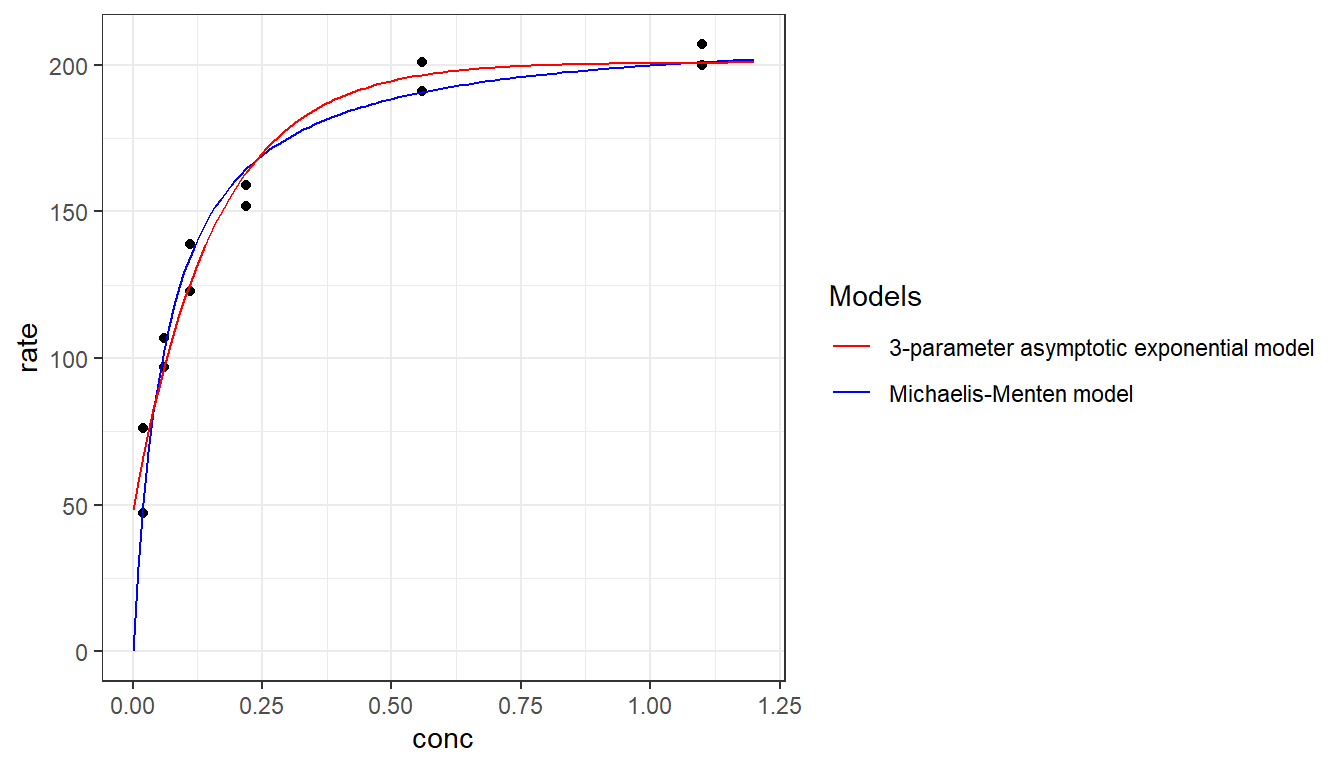 200
150
100
50
0
rate
0.00 0.25 0.50 0.75 1.00 1.25
conc
Models
3-parameter asymptotic exponential model
Michaelis-Menten model